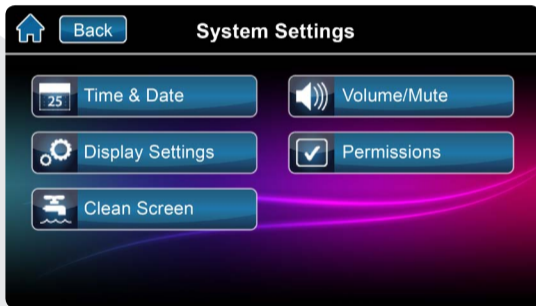 Back
System Settings
25
Time & Date
Volume/Mute
Display Settings
Permissions
Clean Screen